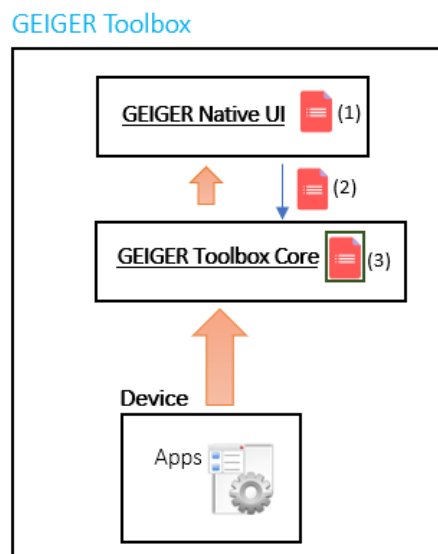 GEIGER Toolbox
GEIGER Native UI (1)
(2)
GEIGER Toolbox Core (3)
Device
Apps